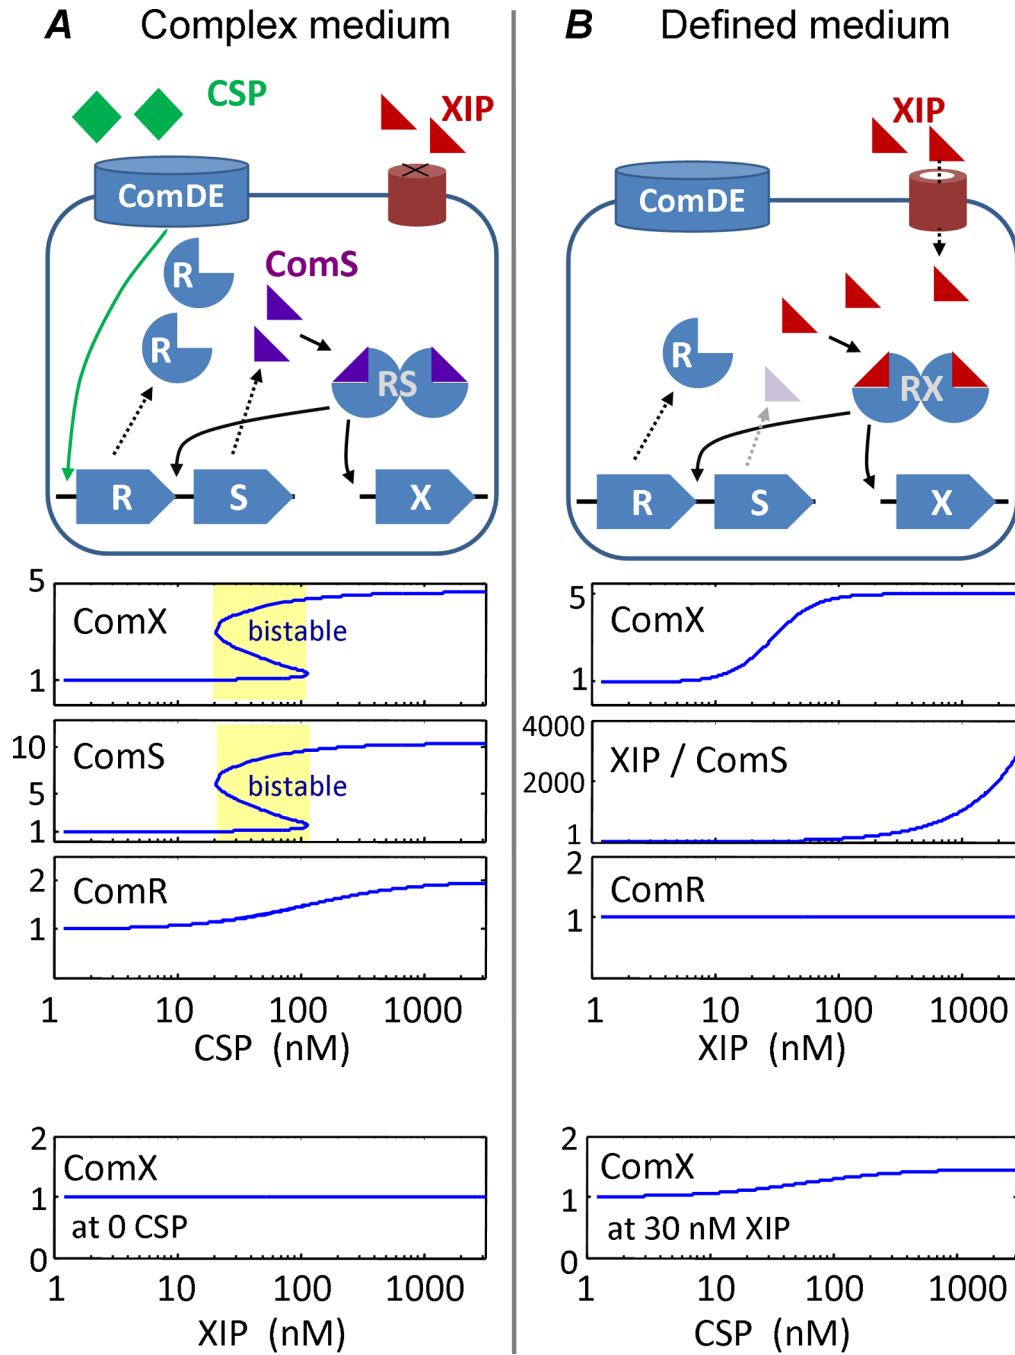 A Complex medium
CSP
XIP
ComDE
R
ComS
R
RS
R
S
X
5
ComX
bistable
1
10
ComS
5
bistable
1
2
ComR
1
1 10 100 1000
CSP (nM)
2
ComX
1
at 0 CSP
0
1 10 100 1000
XIP (nM)
B Defined medium
XIP
ComDE
R
RX
R
S
X
5
ComX
1
4000
XIP / ComS
2000
1
2
ComR
1
1 10 100 1000
XIP (nM)
2
ComX
1
at 30 nM XIP
0
1 10 100 1000
CSP (nM)